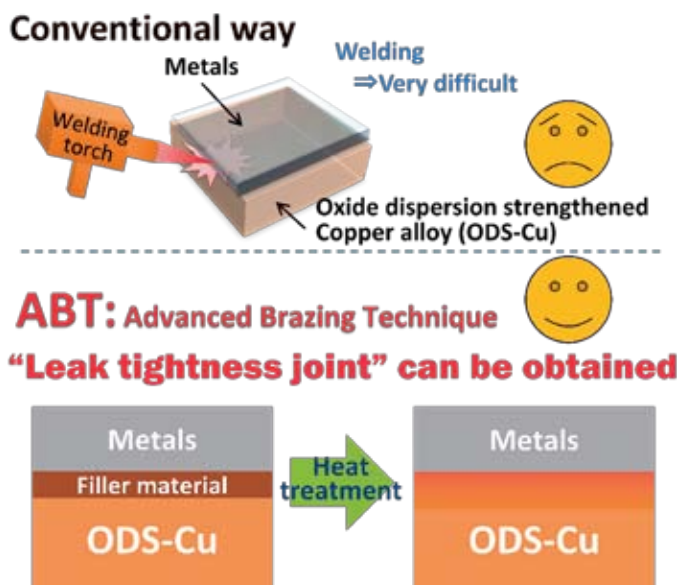 Conventional way
Metals
Welding
⇒Very difficult
Welding
torch
Oxide dispersion strengthened
Copper alloy (ODS-Cu)
ABT: Advanced Brazing Technique
“Leak tightness joint” can be obtained
Metals
Filler material
ODS-Cu
Heat
treatment
Metals
ODS-Cu